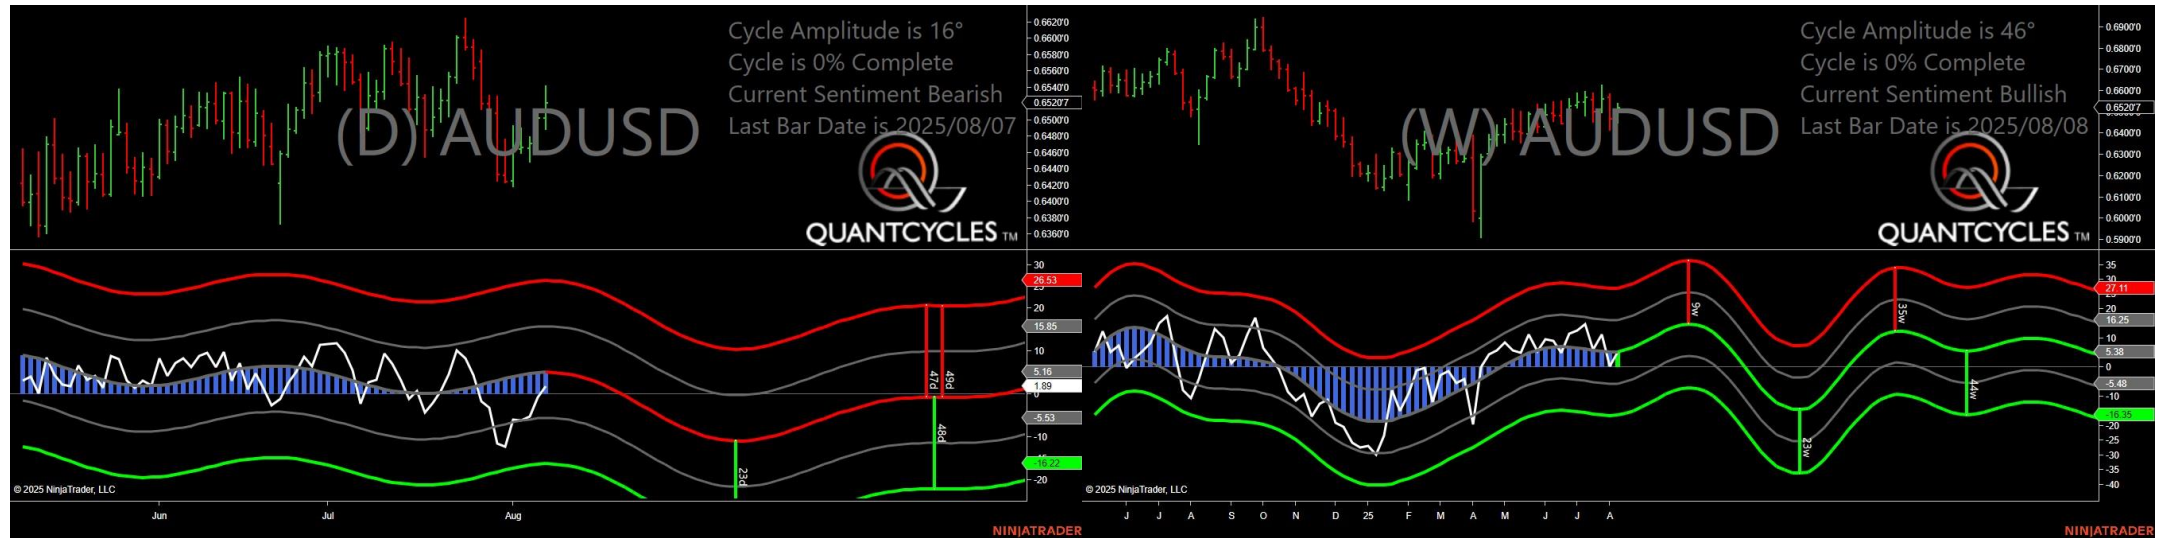 Cycle Amplitude is 16°
Cycle is 0% Complete
Current Sentiment Bearish
Last Bar Date is 2025/08/07
(D) AUDUSD
QUANTCYCLES TM
0.6620'0
0.6600'0
0.6580'0
0.6560'0
0.6540'0
0.6520'7
0.6500'0
0.6480'0
0.6460'0
0.6440'0
0.6420'0
0.6400'0
0.6380'0
0.6360'0
30
26.53
25
20
15.85
10
5.16
1.89
0
-5.53
-10
-16.22
-20
47d
49d
48d
23d
© 2025 NinjaTrader, LLC
Jun
Jul
Aug
NINJATRADER
Cycle Amplitude is 46°
Cycle is 0% Complete
Current Sentiment Bullish
Last Bar Date is 2025/08/08
(W) AUDUSD
QUANTCYCLES TM
0.6900'0
0.6800'0
0.6700'0
0.6600'0
0.6520'7
0.6400'0
0.6300'0
0.6200'0
0.6100'0
0.6000'0
0.5900'0
35
27.11
25
16.25
10
5.38
0
-5.48
-10
-16.35
-20
-25
-30
-35
-40
9w
35w
44w
23w
© 2025 NinjaTrader, LLC
J
J
A
S
O
N
D
25
F
M
A
M
J
J
A
NINJATRADER